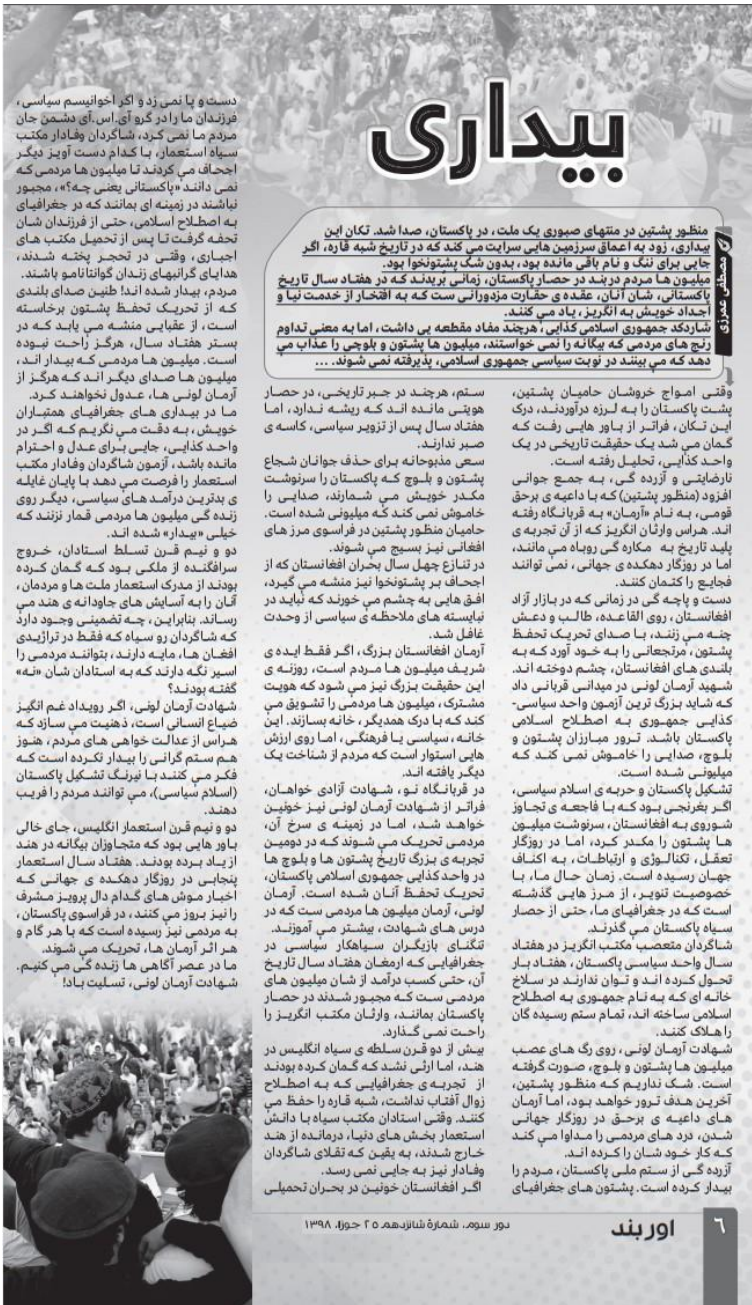 بیداری
مصطفی عمرزی
منظور پشتین در منتهای صبوری یک ملت، در پاکستان، صدا شد. تکان این
بیداری، زود به اعماق سرزمین هایی سرایت می کند که در تاریخ شبه قاره، اگر
جایی برای ننگ و نام باقی مانده بود، بدون شک پشتونخوا بود.
میلیون ها مردم دربند در حصار پاکستان، زمانی بریدند که در هفتاد سال تاریخ
پاکستانی، شان آنان، عقده ی حقارت مزدورانی ست که به افتخار از خدمت نیا و
اجداد خویش به انگریز، یاد می کنند.
شاردکد جمهوری اسلامی کذایی، هرچند مفاد مقطعه یی داشت، اما به معنی تداوم
رنج های مردمی که بیگانه را نمی خواستند، میلیون ها پشتون و بلوچی را عذاب می
دهد که می بینند در نوبت سیاسی جمهوری اسلامی، پذیرفته نمی شوند. ...
وقتی امواج خروشان حامیان پشتین،
پشت پاکستان را به لرزه درآوردند، درک
این تکان، فراتر از باور هایی رفت که
گمان می شد یک حقیقت تاریخی در یک
واحد کذایی، تحلیل رفته است.
نارضایتی و آزرده گی، به جمع جوانی
افزود (منظور پشتین) که با داعیه ی برحق
قومی، به نام «آرمان» به قربانگاه رفته
اند. هراس وارثان انگریز که از آن تجربه ی
پلید تاریخ به مکاره گی روباه می مانند،
اما در روزگار دهکده ی جهانی، نمی توانند
فجایع را کتمان کنند.
دست و پاچه گی در زمانی که در بازار آزاد
افغانستان، روی القاعده، طالب و دعش
چنه می زنند، با صدای تحریک تحفظ
پشتون، مرتجعانی را به خود آورد که به
بلندی های افغانستان، چشم دوخته اند.
شهید آرمان لونی در میدانی قربانی داد
که شاید بزرگ ترین آزمون واحد سیاسی-
کذایی جمهوری به اصطلاح اسلامی
پاکستان باشد. ترور مبارزان پشتون و
بلوچ، صدایی را خاموش نمی کند که
میلیونی شده است.
تشکیل پاکستان و حربه ی اسلام سیاسی،
اگر بغرنجی بود که با فاجعه ی تجاوز
شوروی به افغانستان، سرنوشت میلیون
ها پشتون را مکدر کرد، اما در روزگار
تعقل، تکنالوژی و ارتباطات، به اکناف
جهان رسیده است. زمان حال ما، با
خصوصیت تنویر، از مرز هایی گذشته
است که در جغرافیای ما، حتی از حصار
سیاه پاکستان می گذرند.
شاگردان متعصب مکتب انگریز در هفتاد
سال واحد سیاسی پاکستان، هفتاد بار
تحول کرده اند و توان ندارند در سلاخ
خانه ای که به نام جمهوری به اصطلاح
اسلامی ساخته اند، تمام ستم رسیده گان
را هلاک کنند.
شهادت آرمان لونی، روی رگ های عصب
میلیون ها پشتون و بلوچ، صورت گرفته
است. شک نداریم که منظور پشتین،
آخرین هدف ترور خواهد بود، اما آرمان
های داعیه ی برحق در روزگار جهانی
شدن، درد های مردمی را مداوا می کند
که کار خود شان را کرده اند.
آزرده گی از ستم ملی پاکستان، مردم را
بیدار کرده است. پشتون های جغرافیای
ستم، هرچند در جبر تاریخی، در حصار
هویتی مانده اند که ریشه ندارد، اما
هفتاد سال پس از تزویر سیاسی، کاسه ی
صبر ندارند.
سعی مذبوحانه برای حذف جوانان شجاع
پشتون و بلوچ که پاکستان را سرنوشت
مکدر خویش می شمارند، صدایی را
خاموش نمی کند که میلیونی شده است.
حامیان منظور پشتین در فراسوی مرز های
افغانی نیز بسیج می شوند.
در تنازع چهل سال بحران افغانستان که از
اجحاف بر پشتونخوا نیز منشه می گیرد،
افق هایی به چشم می خورند که نباید در
نبایسته های ملاحظه ی سیاسی از وحدت
غافل شد.
آرمان افغانستان بزرگ، اگر فقط ایده ی
شریف میلیون ها مردم است، روزنه ی
این حقیقت بزرگ نیز می شود که هویت
مشترک، میلیون ها مردمی را تشویق می
کند که با درک همدیگر، خانه بسازند. این
خانه، سیاسی یا فرهنگی، اما روی ارزش
هایی استوار است که مردم از شناخت یک
دیگر یافته اند.
در قربانگاه نو، شهادت آزادی خواهان،
فراتر از شهادت آرمان لونی نیز خونین
خواهد شد، اما در زمینه ی سرخ آن،
مردمی تحریک می شوند که در دومین
تجربه ی بزرگ تاریخ پشتون ها و بلوچ ها
در واحد کذایی جمهوری اسلامی پاکستان،
تحریک تحفظ آنان شده است. آرمان
لونی، آرمان میلیون ها مردمی ست که در
درس های شهادت، بیشتر می آموزند.
تنگنای بازیگران سیاهکار سیاسی در
جغرافیایی که ارمغان هفتاد سال تاریخ
آن، حتی کسب درآمد از شان میلیون های
مردمی ست که مجبور شدند در حصار
پاکستان بمانند، وارثان مکتب انگریز را
راحت نمی گذارد.
بیش از دو قرن سلطه ی سیاه انگلیس در
هند، اما ارثی نشد که گمان کرده بودند
از تجربه ی جغرافیایی که به اصطلاح
زوال آفتاب نداشت، شبه قاره را حفظ می
کنند. وقتی استادان مکتب سیاه با دانش
استعمار بخش های دنیا، درمانده از هند
خارج شدند، به یقین که تقلای شاگردان
وفادار نیز به جایی نمی رسد.
اگر افغانستان خونین در بحران تحمیلی
دست و پا نمی زد و اگر اخوانیسم سیاسی،
فرزندان ما را در گرو آی.اس.آی دشمن جان
مردم ما نمی کرد، شاگردان وفادار مکتب
سیاه استعمار، با کدام دست آویز دیگر
اجحاف می کردند تا میلیون ها مردمی که
نمی دانند «پاکستانی یعنی چه؟»، مجبور
نباشند در زمینه ای بمانند که در جغرافیای
به اصطلاح اسلامی، حتی از فرزندان شان
تحفه گرفت تا پس از تحمیل مکتب های
اجباری، وقتی در تحجر پخته شدند،
هدایای گرانبهای زندان گوانتانامو باشند.
مردم، بیدار شده اند! طنین صدای بلندی
که از تحریک تحفظ پشتون برخاسته
است، از عقبایی منشه می یابد که در
بستر هفتاد سال، هرگز راحت نبوده
است. میلیون ها مردمی که بیدار اند،
میلیون ها صدای دیگر اند که هرگز از
آرمان لونی ها، عدول نخواهند کرد.
ما در بیداری های جغرافیای همتباران
خویش، به دقت می نگریم که اگر در
واحد کذایی، جایی برای عدل و احترام
مانده باشد، آزمون شاگردان وفادار مکتب
استعمار را فرصت می دهد با پایان غایله
ی بدترین درآمد های سیاسی، دیگر روی
زنده گی میلیون ها مردمی قمار نزنند که
خیلی «بیدار» شده اند.
دو و نیم قرن تسلط استادان، خروج
سرافگنده از ملکی بود که گمان کرده
بودند از مدرک استعمار ملت ها و مردمان،
آنان را به آسایش های جاودانه ی هند می
رساند. بنابراین، چه تضمینی وجود دارد
که شاگردان رو سیاه که فقط در تراژیدی
افغان ها، مایه دارند، بتوانند مردمی را
اسیر نگه دارند که به استادان شان «نه»
گفته بودند؟
شهادت آرمان لونی، اگر رویداد غم انگیز
ضیاع انسانی است، ذهنیت می سازد که
هراس از عدالت خواهی های مردم، هنوز
هم ستم گرانی را بیدار نکرده است که
فکر می کنند با نیرنگ تشکیل پاکستان
(اسلام سیاسی)، می توانند مردم را فریب
دهند.
دو و نیم قرن استعمار انگلیس، جای خالی
باور هایی بود که متجاوزان بیگانه در هند
از یاد برده بودند. هفتاد سال استعمار
پنجابی در روزگار دهکده ی جهانی که
اخبار موش های گدام دال پرویز مشرف
را نیز بروز می کنند، در فراسوی پاکستان،
به مردمی نیز رسیده است که با هر گام و
هر اثر آرمان ها، تحریک می شوند.
ما در عصر آگاهی ها زنده گی می کنیم.
شهادت آرمان لونی، تسلیت باد!
۶
اوربند
دور سوم، شمارهٔ شانزدهم، ۲۵ جوزا، ۱۳۹۸